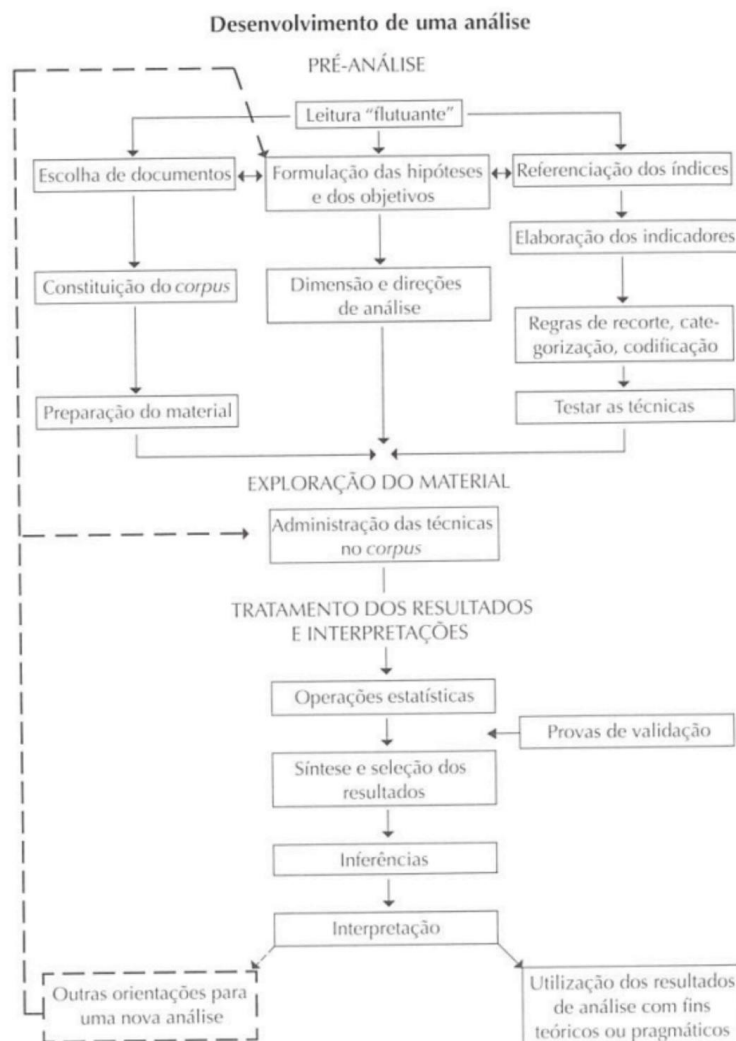 Desenvolvimento de uma análise
PRÉ-ANÁLISE
Leitura “flutuante”
Escolha de documentos
Formulação das hipóteses
e dos objetivos
Referenciação dos índices
Elaboração dos indicadores
Constituição do corpus
Dimensão e direções
de análise
Regras de recorte, cate-
gorização, codificação
Preparação do material
Testar as técnicas
EXPLORAÇÃO DO MATERIAL
Administração das técnicas
no corpus
TRATAMENTO DOS RESULTADOS
E INTERPRETAÇÕES
Operações estatísticas
Provas de validação
Síntese e seleção dos
resultados
Inferências
Interpretação
Outras orientações para
uma nova análise
Utilização dos resultados
de análise com fins
teóricos ou pragmáticos